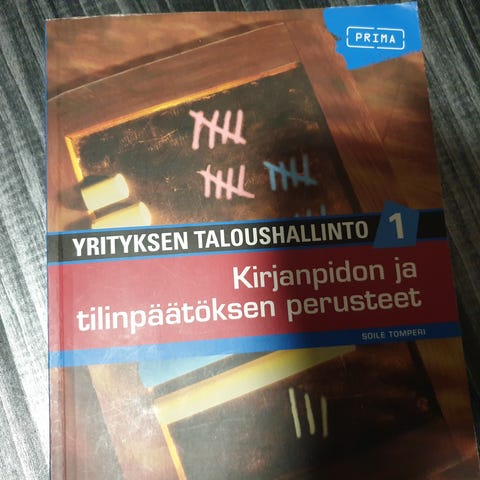 PRIMA
YRITYKSEN TALOUSHALLINTO 1
Kirjanpidon ja
tilinpäätöksen perusteet
SOILE TOMPERI